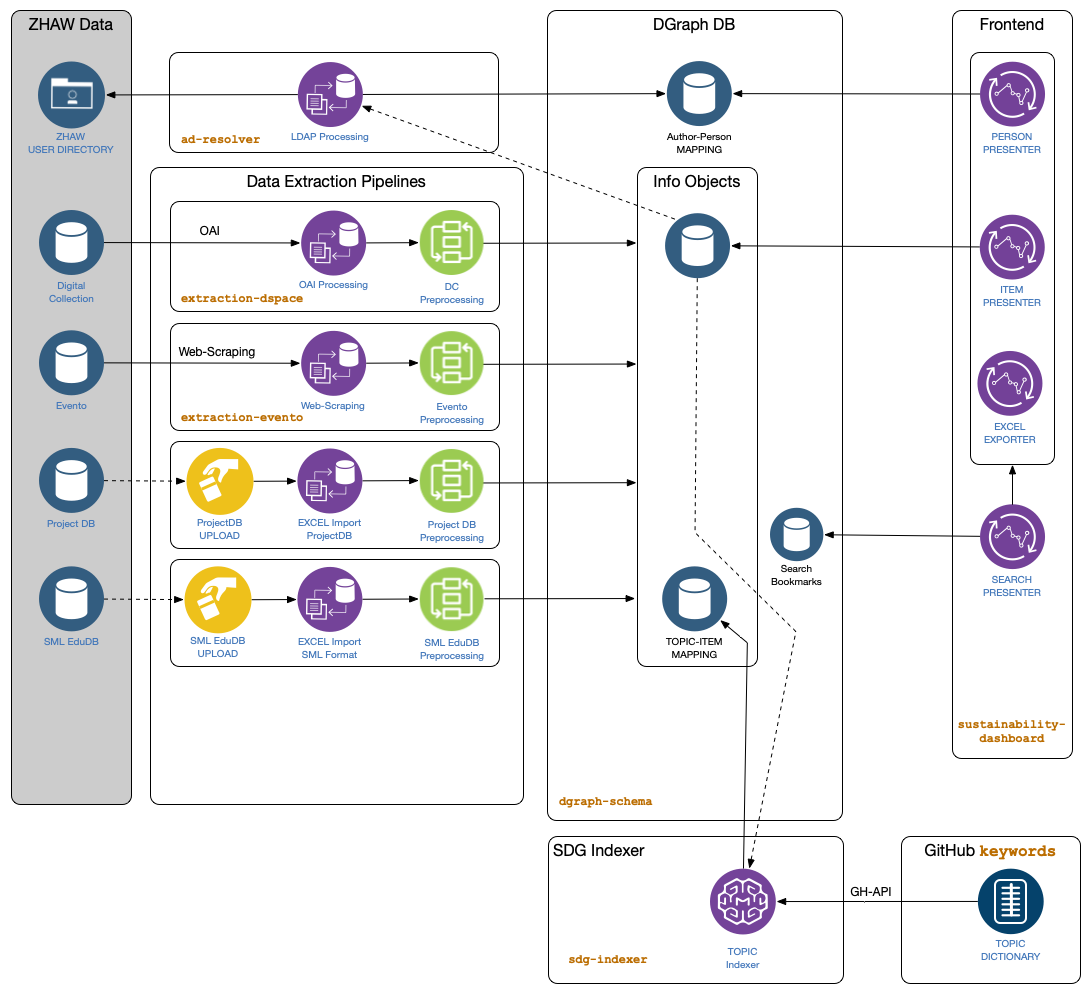 ZHAW Data
DGraph DB
Frontend
ZHAW
USER DIRECTORY
LDAP Processing
ad-resolver
Author-Person
MAPPING
PERSON
PRESENTER
Data Extraction Pipelines
Info Objects
OAI
Digital
Collection
OAI Processing
DC
Preprocessing
extraction-dspace
ITEM
PRESENTER
Web-Scraping
Evento
Web-Scraping
Evento
Preprocessing
extraction-evento
EXCEL
EXPORTER
Project DB
ProjectDB
UPLOAD
EXCEL Import
ProjectDB
Project DB
Preprocessing
Search
Bookmarks
SEARCH
PRESENTER
SML EduDB
SML EduDB
UPLOAD
EXCEL Import
SML Format
SML EduDB
Preprocessing
TOPIC-ITEM
MAPPING
sustainability-
dashboard
dgraph-schema
SDG Indexer
GitHub keywords
GH-API
TOPIC
Indexer
sdg-indexer
TOPIC
DICTIONARY